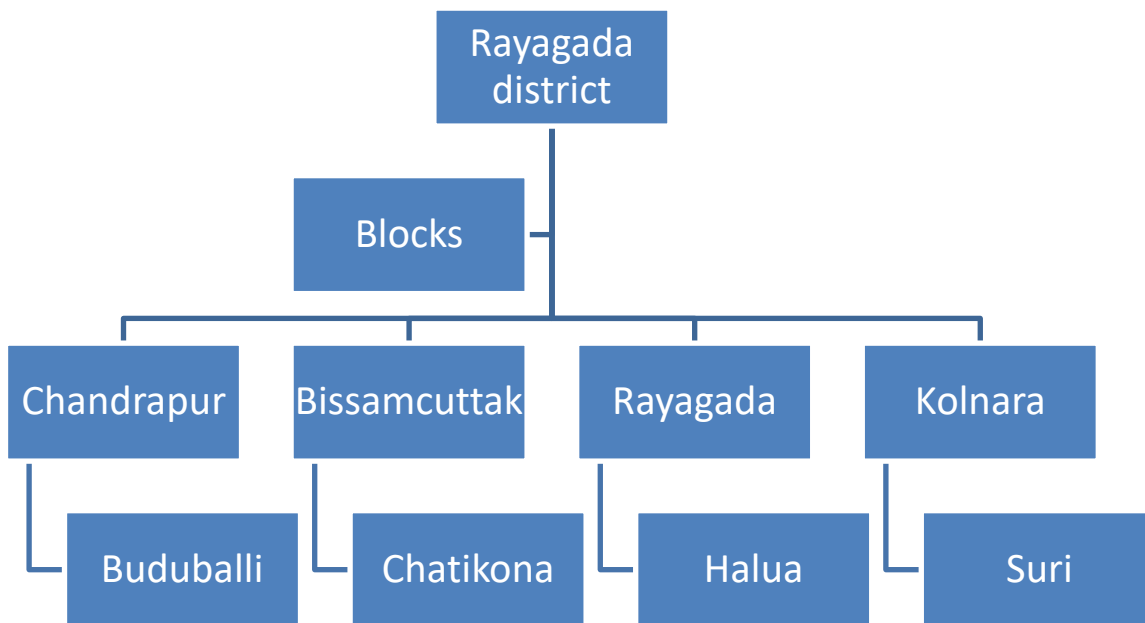 Rayagada
district
Blocks
Chandrapur
Bissamcuttak
Rayagada
Kolnara
Buduballi
Chatikona
Halua
Suri